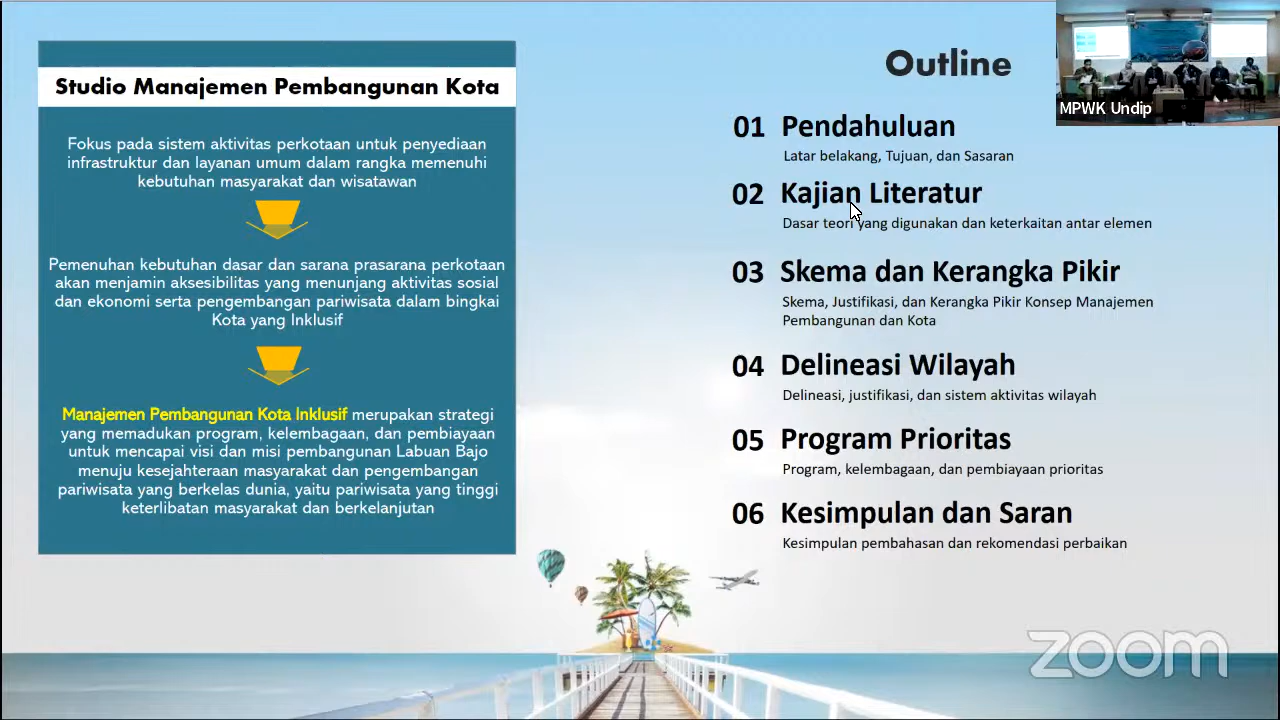 Studio Manajemen Pembangunan Kota
Fokus pada sistem aktivitas perkotaan untuk penyediaan
infrastruktur dan layanan umum dalam rangka memenuhi
kebutuhan masyarakat dan wisatawan
Pemenuhan kebutuhan dasar dan sarana prasarana perkotaan
akan menjamin aksesibilitas yang menunjang aktivitas sosial
dan ekonomi serta pengembangan pariwisata dalam bingkai
Kota yang Inklusif
Manajemen Pembangunan Kota Inklusif merupakan strategi
yang memadukan program, kelembagaan, dan pembiayaan
untuk mencapai visi dan misi pembangunan Labuan Bajo
menuju kesejahteraan masyarakat dan pengembangan
pariwisata yang berkelas dunia, yaitu pariwisata yang tinggi
keterlibatan masyarakat dan berkelanjutan
Outline
01 Pendahuluan
Latar belakang, Tujuan, dan Sasaran
02 Kajian Literatur
Dasar teori yang digunakan dan keterkaitan antar elemen
03 Skema dan Kerangka Pikir
Skema, Justifikasi, dan Kerangka Pikir Konsep Manajemen
Pembangunan dan Kota
04 Delineasi Wilayah
Delineasi, justifikasi, dan sistem aktivitas wilayah
05 Program Prioritas
Program, kelembagaan, dan pembiayaan prioritas
06 Kesimpulan dan Saran
Kesimpulan pembahasan dan rekomendasi perbaikan
MPWK Undip
zoom